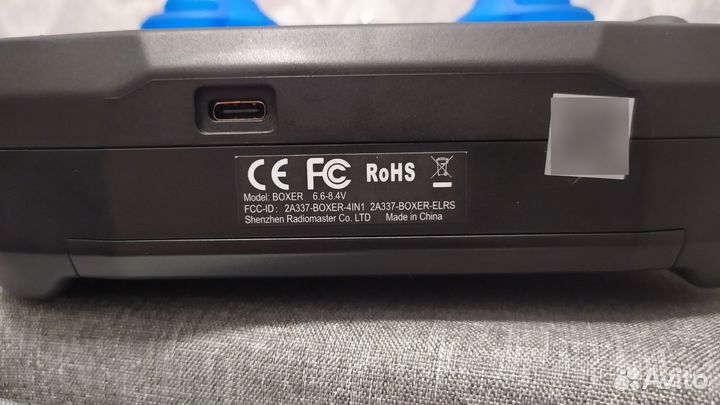 CE FC RoHS
Model: BOXER 6.6-8.4V
FCC-ID: 2A337-BOXER-4IN1 2A337-BOXER-ELRS
Shenzhen Radiomaster Co. LTD Made in China
Avito